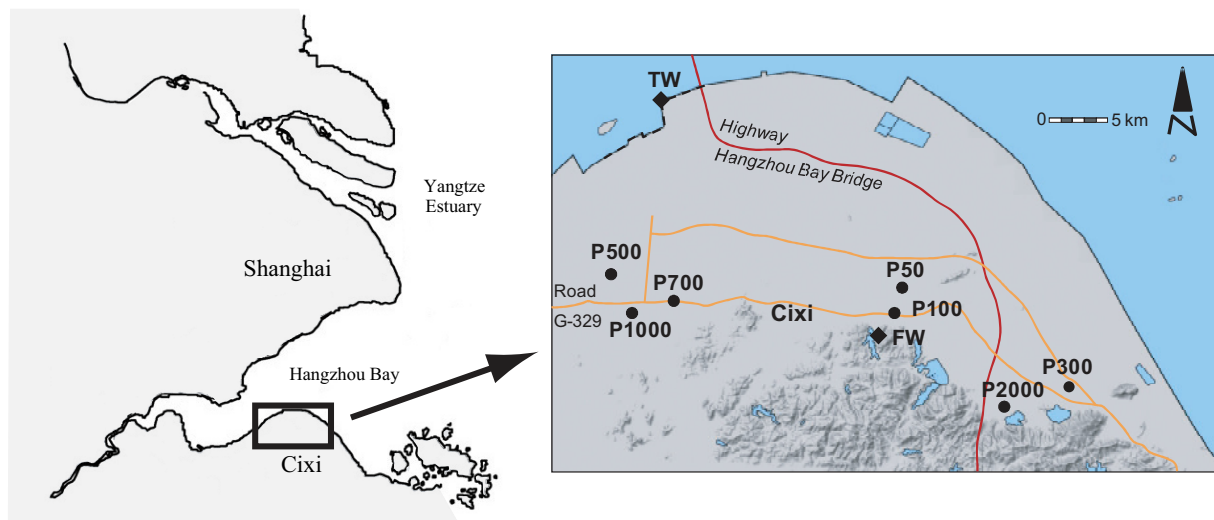 Yangtze
Estuary
Shanghai
Hangzhou Bay
Cixi
TW
Highway
Hangzhou Bay Bridge
0 5 km
N
P500
P700
P50
Road
G-329
P1000
Cixi
P100
FW
P300
P2000